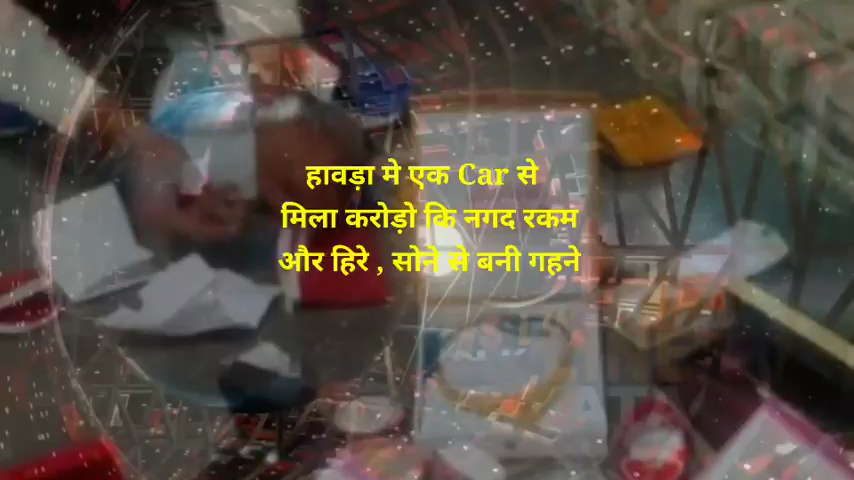 हावड़ा मे एक Car से
मिला करोड़ो कि नगद रकम
और हिरे , सोने से बनी गहने